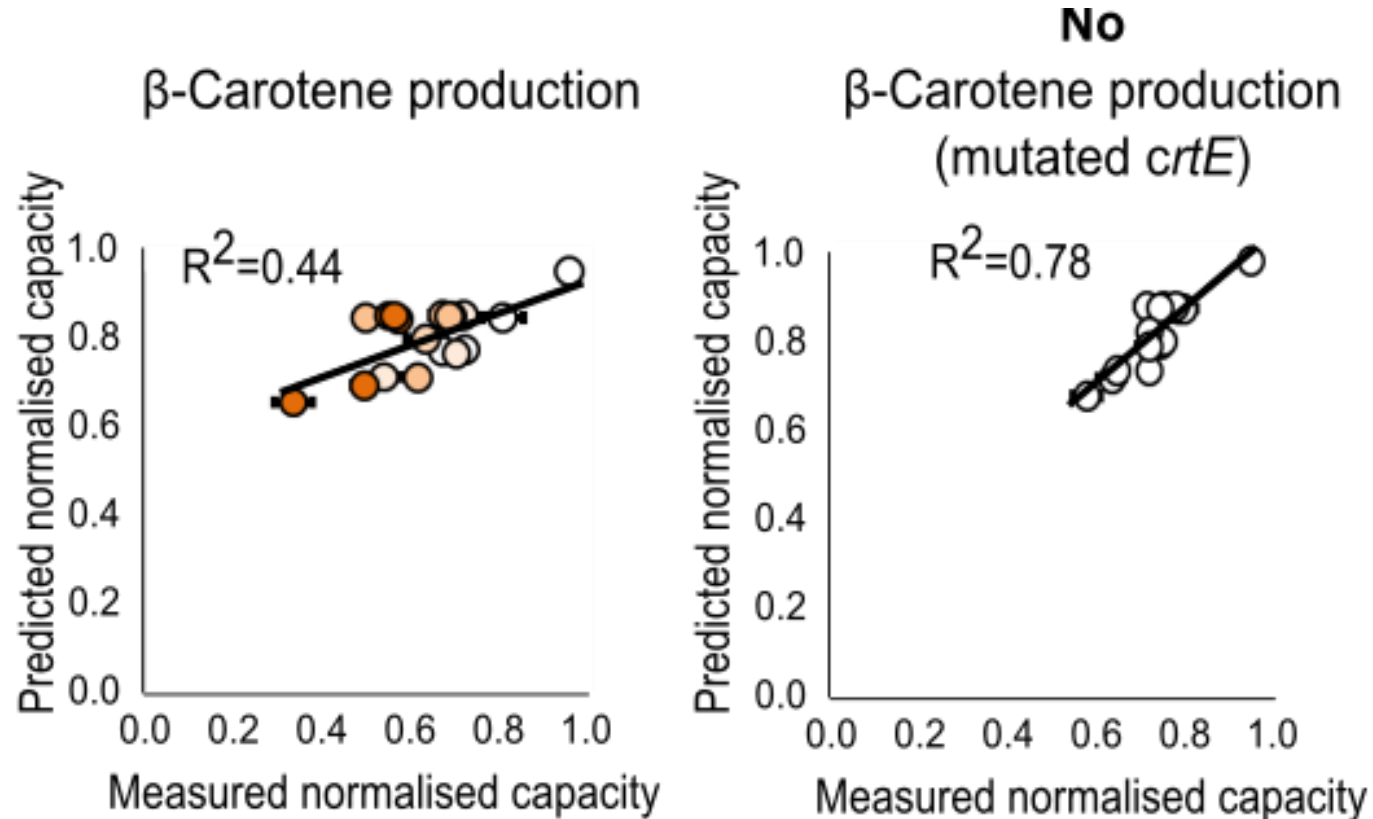 β-Carotene production
R²=0.44
Predicted normalised capacity
1.0
0.8
0.6
0.4
0.2
0.0
0.0 0.2 0.4 0.6 0.8 1.0
Measured normalised capacity
No
β-Carotene production
(mutated crtE)
R²=0.78
Predicted normalised capacity
1.0
0.8
0.6
0.4
0.2
0.0
0.0 0.2 0.4 0.6 0.8 1.0
Measured normalised capacity